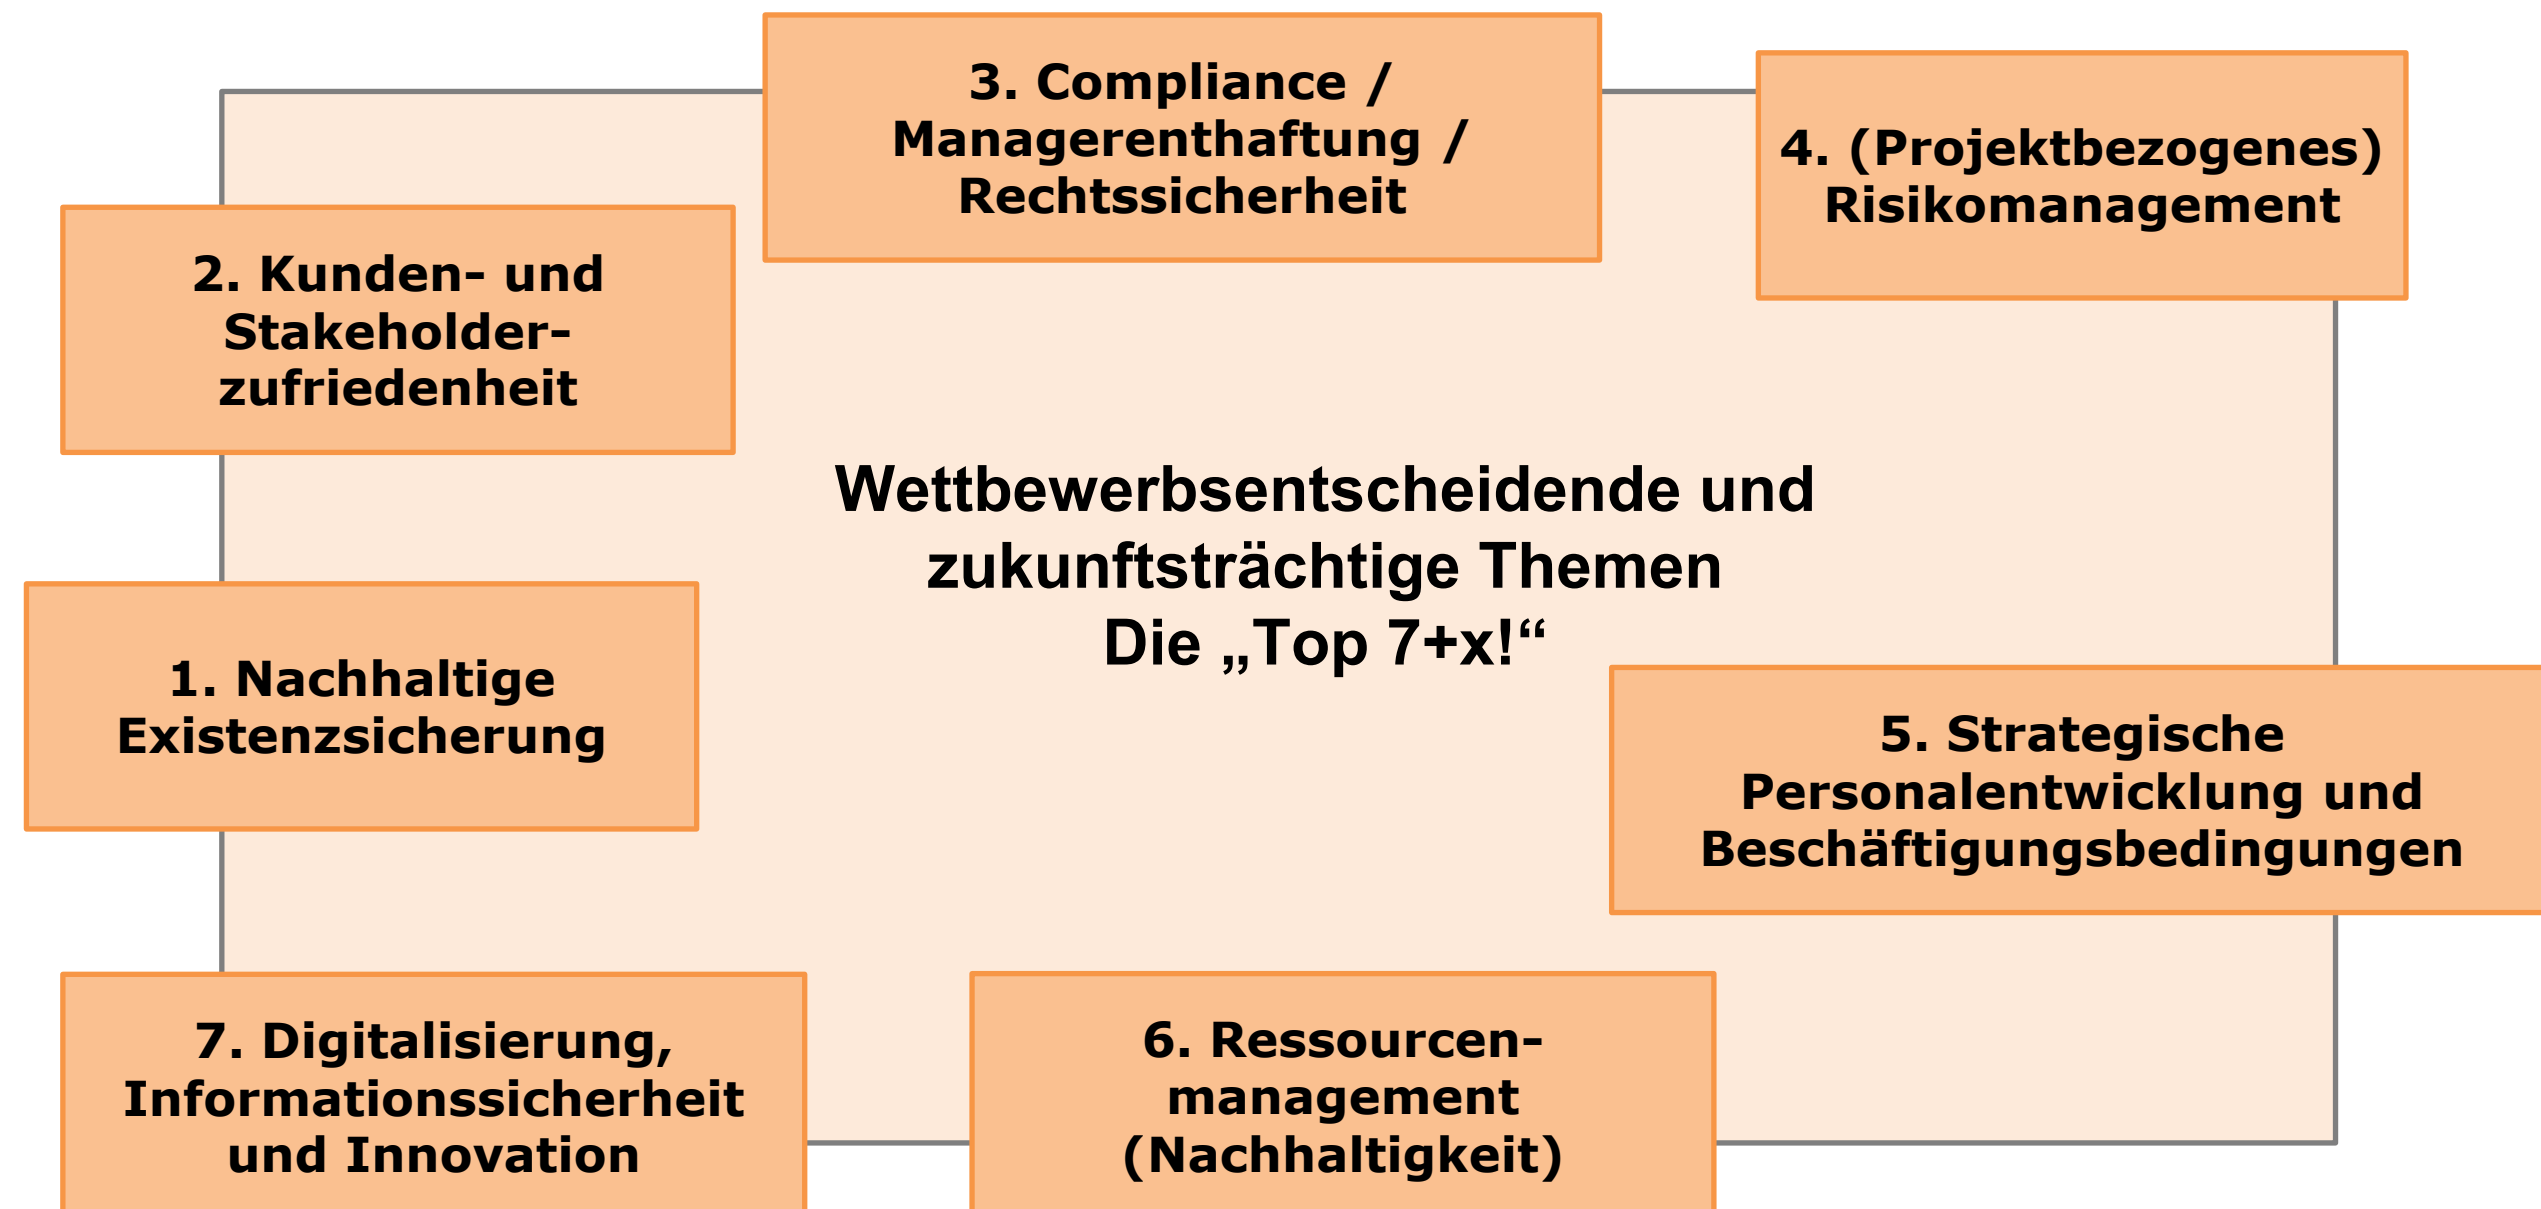 3. Compliance /
Managerenthaftung /
Rechtssicherheit
4. (Projektbezogenes)
Risikomanagement
2. Kunden- und
Stakeholder-
zufriedenheit
Wettbewerbsentscheidende und
zukunftsträchtige Themen
Die „Top 7+x!“
1. Nachhaltige
Existenzsicherung
5. Strategische
Personalentwicklung und
Beschäftigungsbedingungen
7. Digitalisierung,
Informationssicherheit
und Innovation
6. Ressourcen-
management
(Nachhaltigkeit)